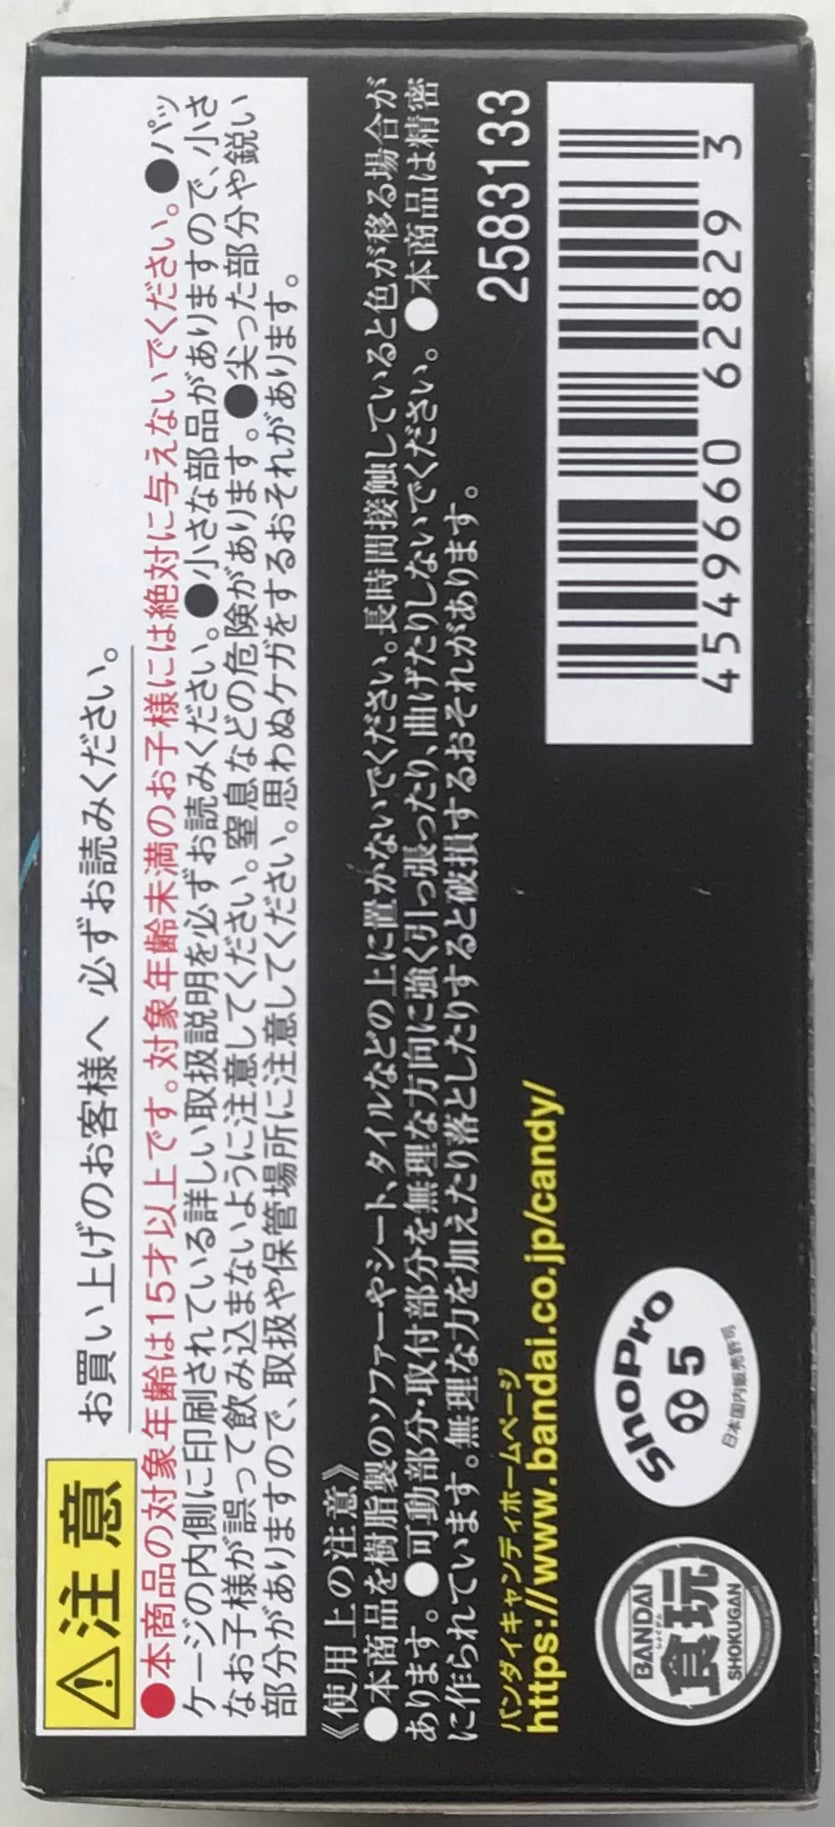 注意
お買い上げのお客様へ 必ずお読みください。
●本商品の対象年齢は15才以上です。対象年齢未満のお子様には絶対に与えないでください。●パッ
ケージの内側に印刷されている詳しい取扱説明を必ずお読みください。●小さな部品がありますので、小さ
なお子様が誤って飲み込まないように注意してください。窒息などの危険があります。●尖った部分や鋭い
部分がありますので、取扱や保管場所に注意してください。思わぬケガをするおそれがあります。
《使用上の注意》
●本商品を樹脂製のソファーやシート、タイルなどの上に置かないでください。長時間接触していると色が移る場合が
あります。●可動部分・取付部分を無理な方向に強く引っ張ったり、曲げたりしないでください。●本商品は精密
に作られています。無理な力を加えたり落としたりすると破損するおそれがあります。
2583133
バンダイキャンディホームページ
https://www.bandai.co.jp/candy/
4549660 62829 3
BANDAI
食玩
SHOKUGAN
ShoPro
5
日本国内販売許可